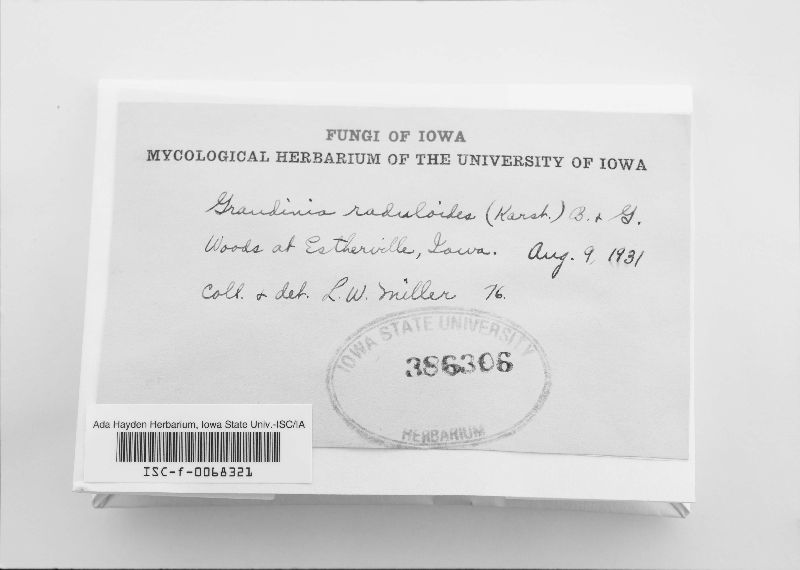 FUNGI OF IOWA
MYCOLOGICAL HERBARIUM OF THE UNIVERSITY OF IOWA
Grandinia raduloides (Karst.) B. & G.
Woods at Estherville, Iowa. Aug. 9, 1931
Coll. & det. L.W. Miller 76.
IOWA STATE UNIVERSITY
386306
HERBARIUM
Ada Hayden Herbarium, Iowa State Univ.-ISC/IA
ISC-f-0068321